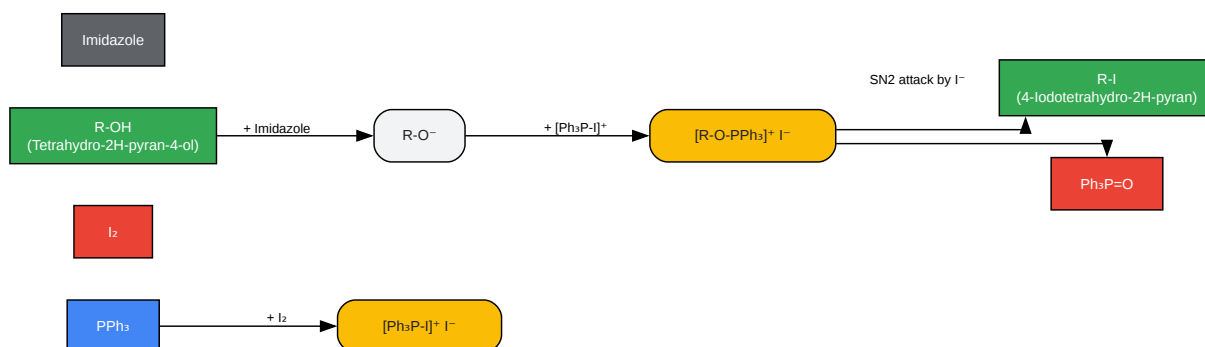 Imidazole
SN2 attack by I⁻
R-I
(4-Iodotetrahydro-2H-pyran)
R-OH
(Tetrahydro-2H-pyran-4-ol)
+ Imidazole
R-O⁻
+ [Ph₃P-I]⁺
[R-O-PPh₃]⁺ I⁻
Ph₃P=O
I₂
PPh₃
+ I₂
[Ph₃P-I]⁺ I⁻